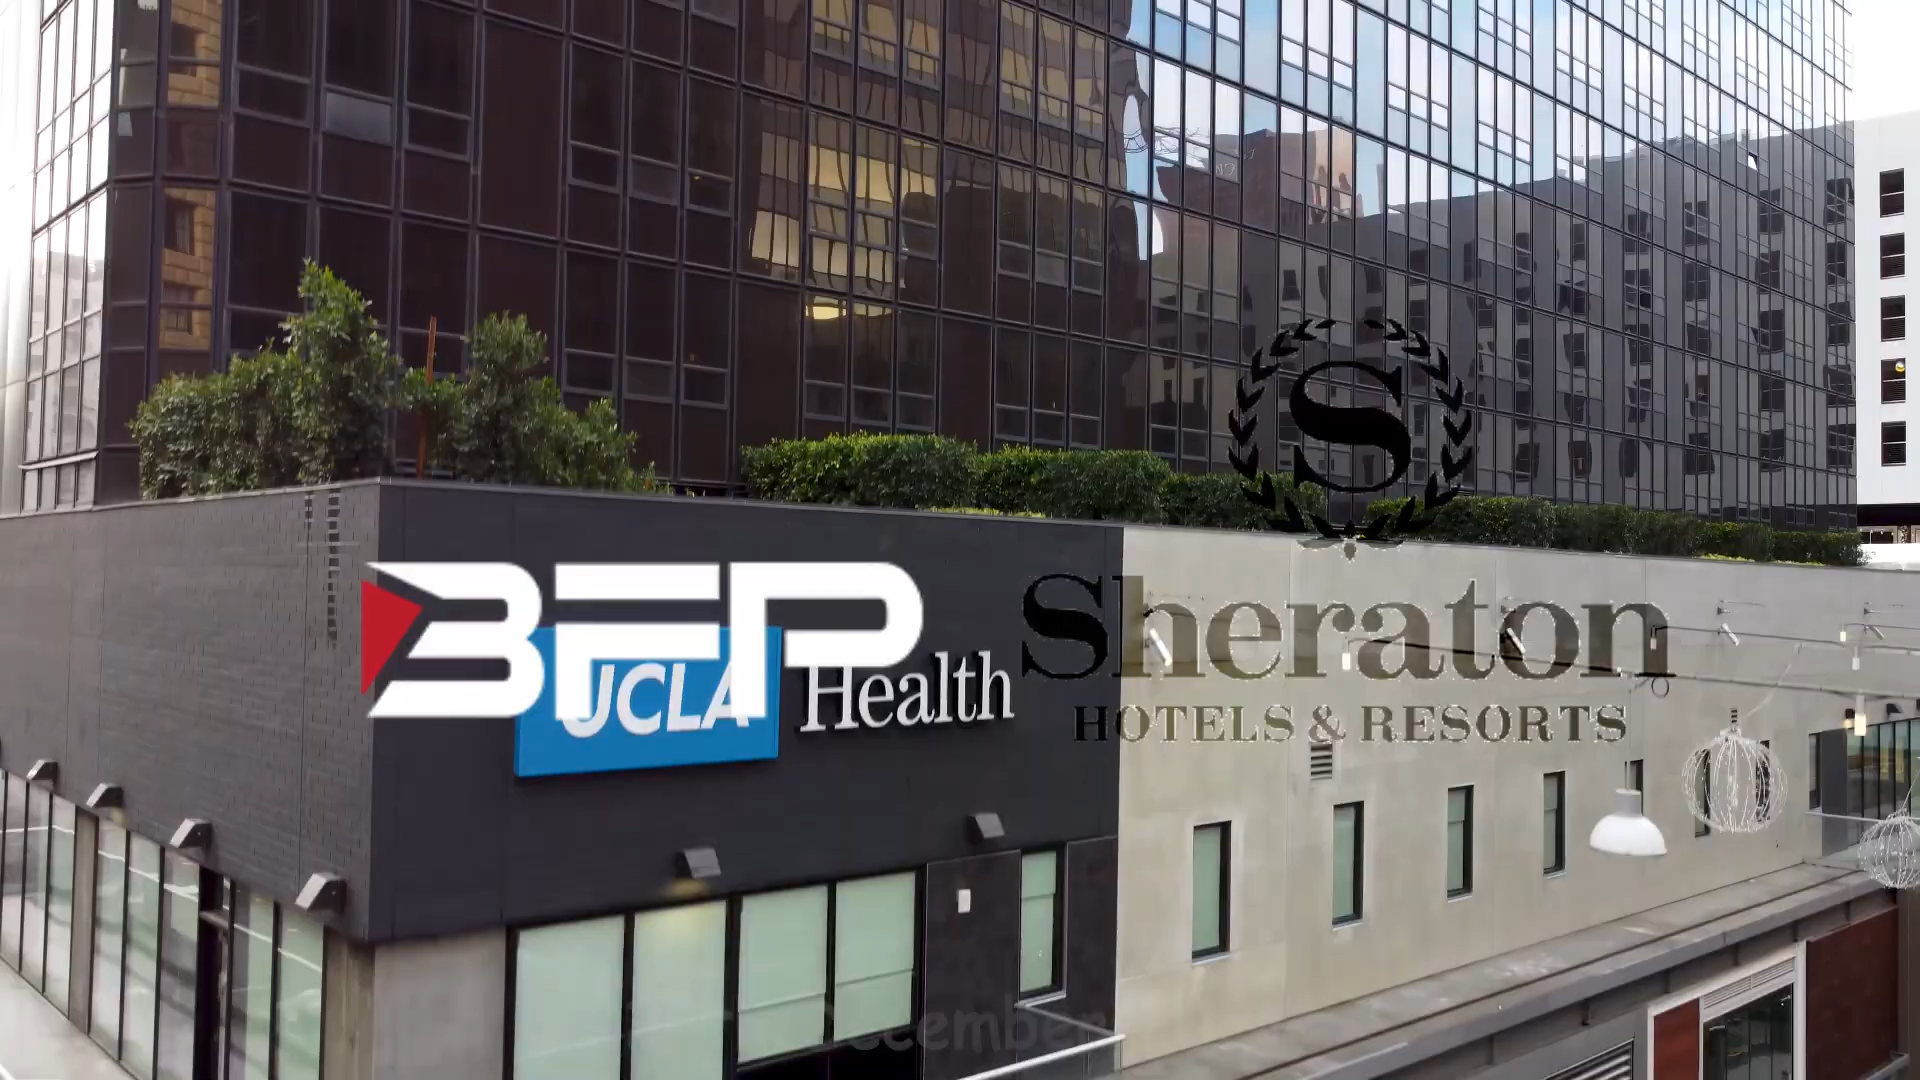 S
BFP
UCLA Health
Sheraton
HOTELS & RESORTS
December